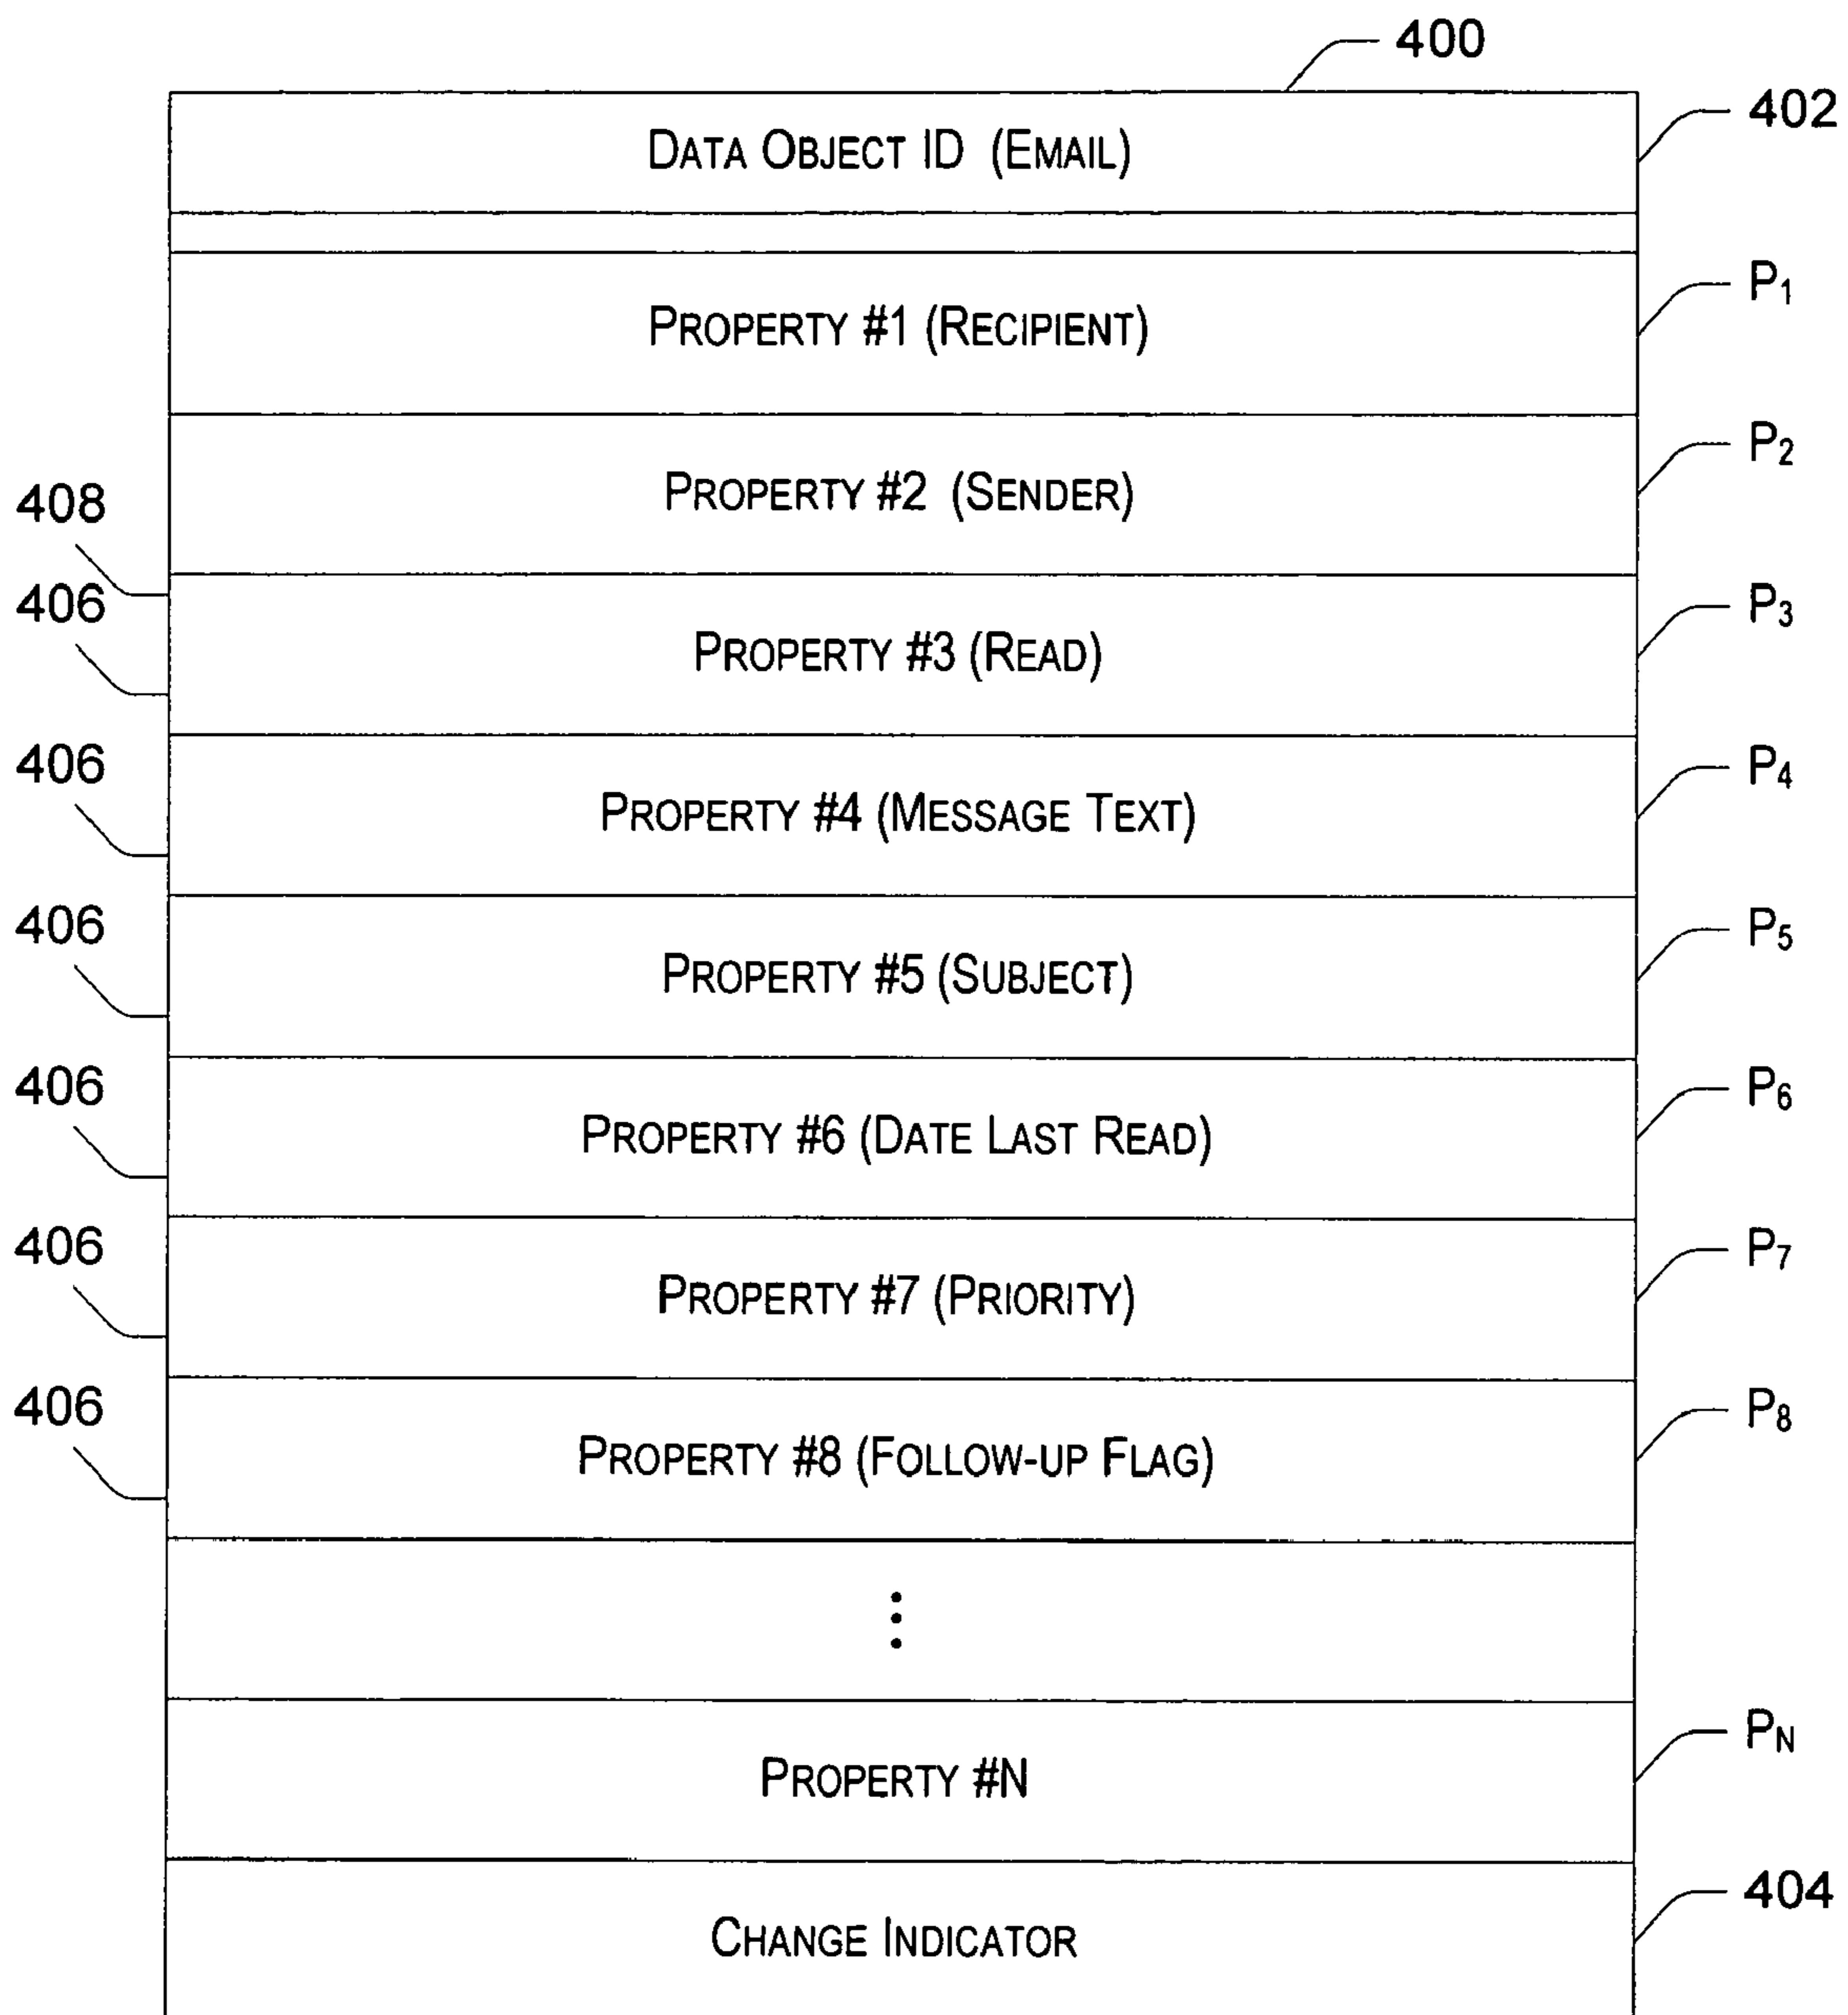 400
DATA OBJECT ID (EMAIL)
402
PROPERTY #1 (RECIPIENT)
P1
PROPERTY #2 (SENDER)
P2
408
406
PROPERTY #3 (READ)
P3
406
PROPERTY #4 (MESSAGE TEXT)
P4
406
PROPERTY #5 (SUBJECT)
P5
406
PROPERTY #6 (DATE LAST READ)
P6
406
PROPERTY #7 (PRIORITY)
P7
406
PROPERTY #8 (FOLLOW-UP FLAG)
P8
PROPERTY #N
PN
CHANGE INDICATOR
404